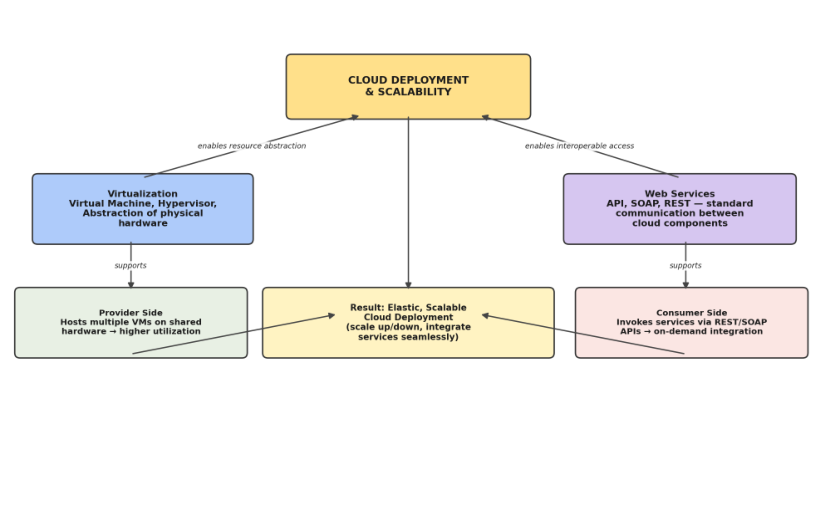 CLOUD DEPLOYMENT
& SCALABILITY
enables resource abstraction
enables interoperable access
Virtualization
Virtual Machine, Hypervisor,
Abstraction of physical
hardware
Web Services
API, SOAP, REST — standard
communication between
cloud components
supports
supports
Provider Side
Hosts multiple VMs on shared
hardware → higher utilization
Result: Elastic, Scalable
Cloud Deployment
(scale up/down, integrate
services seamlessly)
Consumer Side
Invokes services via REST/SOAP
APIs → on-demand integration